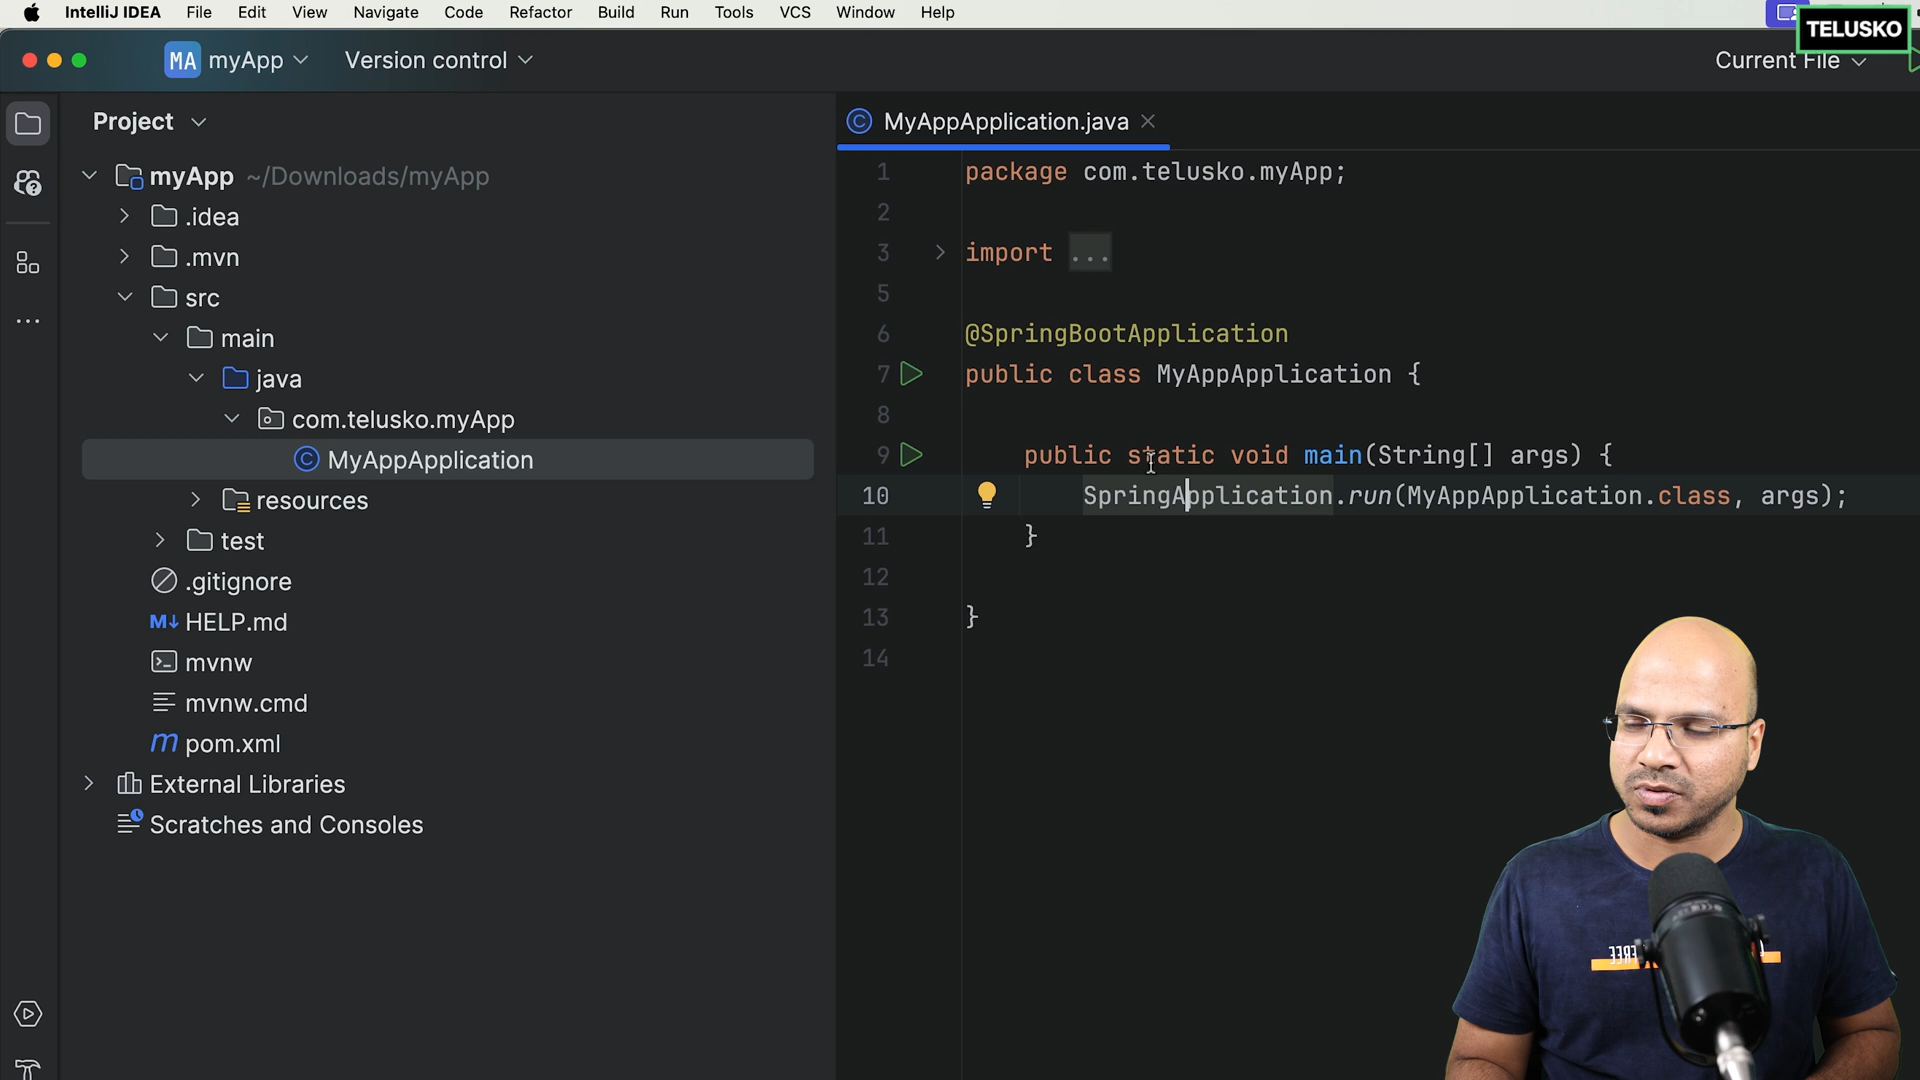 IntelliJ IDEA File Edit View Navigate Code Refactor Build Run Tools VCS Window Help
TELUSKO
MA myApp Version control Current File
Project
MyAppApplication.java
myApp ~/Downloads/myApp
.idea
.mvn
src
main
java
com.telusko.myApp
MyAppApplication
resources
test
.gitignore
M↓ HELP.md
mvnw
mvnw.cmd
m pom.xml
External Libraries
Scratches and Consoles
1 package com.telusko.myApp;
2
3 import ...
5
6 @SpringBootApplication
7 public class MyAppApplication {
8
9 public static void main(String[] args) {
10 SpringApplication.run(MyAppApplication.class, args);
11 }
12
13 }
14